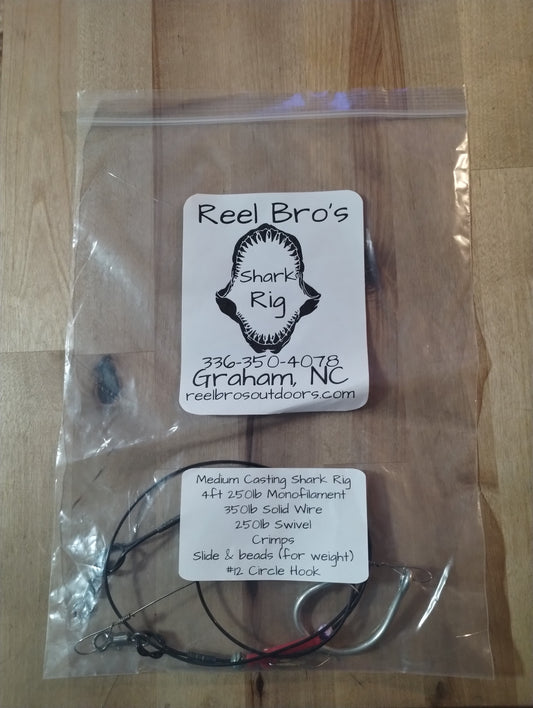 Reel Bro's
Shark
Rig
336-350-4078
Graham, NC
reelbrosoutdoors.com
Medium Casting Shark Rig
4ft 250lb Monofilament
350lb Solid Wire
250lb Swivel
Crimps
Slide & beads (for weight)
#12 Circle Hook